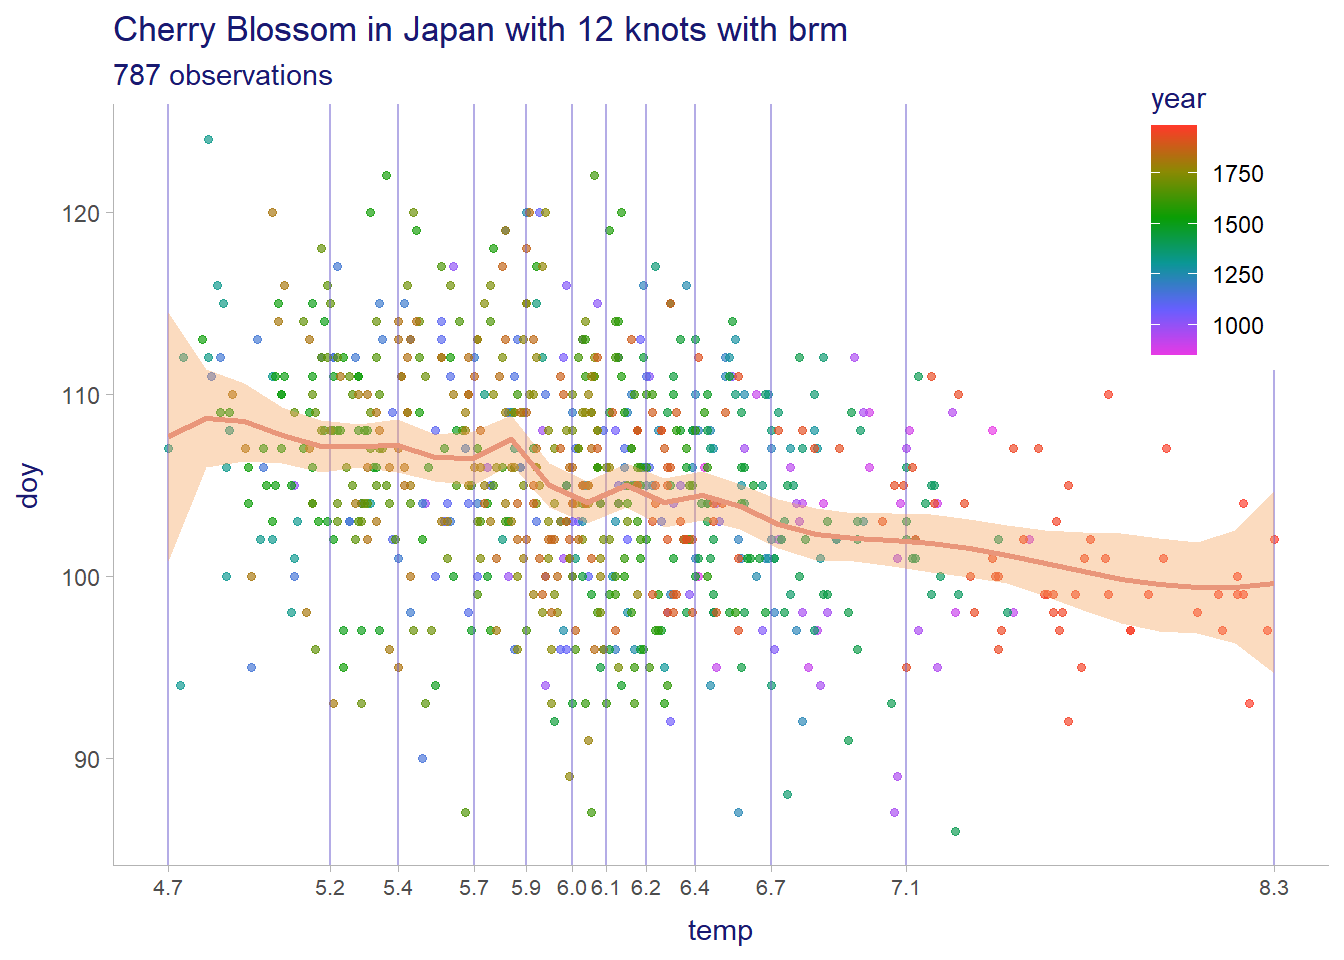 Cherry Blossom in Japan with 12 knots with brm
787 observations
year
1750
1500
1250
1000
120
110
100
90
doy
4.7 5.2 5.4 5.7 5.9 6.0 6.1 6.2 6.4 6.7 7.1 8.3
temp